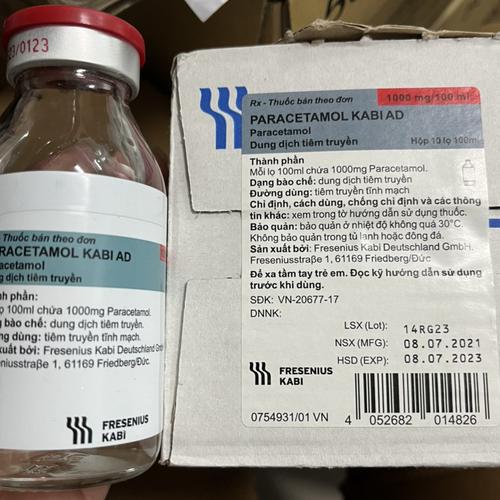 23/0123
Thuốc bán theo đơn
RACETAMOL KABI AD
acetamol
g dịch tiêm truyền
nh phần:
lọ 100ml chứa 1000mg Paracetamol.
g bào chế: dung dịch tiêm truyền.
ng dùng: tiêm truyền tĩnh mạch.
xuất bởi: Fresenius Kabi Deutschland Gmb
eniusstraße 1, 61169 Friedberg/Đức.
FRESENIUS
KABI
Rx - Thuốc bán theo đơn
1000 mg/100 ml
PARACETAMOL KABI AD
Paracetamol
Dung dịch tiêm truyền
Hộp 10 lọ 100ml
Thành phần
Mỗi lọ 100ml chứa 1000mg Paracetamol.
Dạng bào chế: dung dịch tiêm truyền.
Đường dùng: tiêm truyền tĩnh mạch.
Chỉ định, cách dùng, chống chỉ định và các thông
tin khác: xem trong tờ hướng dẫn sử dụng thuốc.
Bảo quản: bảo quản ở nhiệt độ không quá 30°C.
Không bảo quản trong tủ lạnh hoặc đông đá.
Sản xuất bởi: Fresenius Kabi Deutschland GmbH.
Freseniusstraße 1, 61169 Friedberg/Đức
Để xa tầm tay trẻ em. Đọc kỹ hướng dẫn sử dụng
trước khi dùng.
SĐK: VN-20677-17
DNNK:
LSX (Lot): 14RG23
NSX (MFG): 08.07.2021
HSD (EXP): 08.07.2023
FRESENIUS
KABI
0754931/01 VN
4 052682 014826